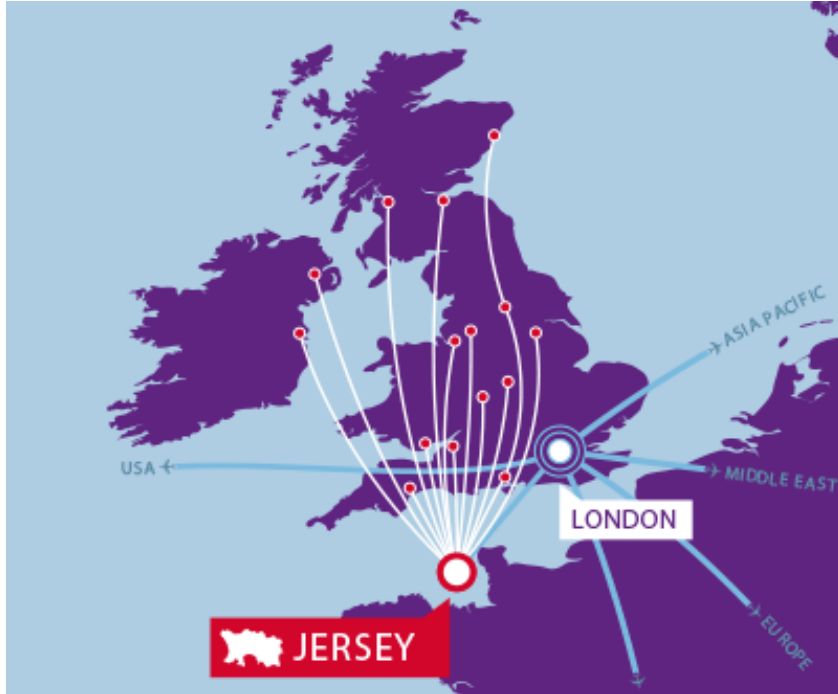 ASIA PACIFIC
USA
MIDDLE EAST
LONDON
EUROPE
JERSEY